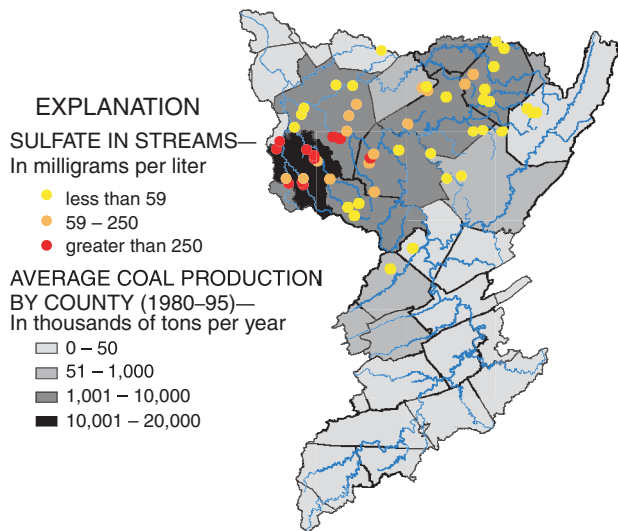 EXPLANATION
SULFATE IN STREAMS—
In milligrams per liter
less than 59
59 – 250
greater than 250
AVERAGE COAL PRODUCTION
BY COUNTY (1980–95)—
In thousands of tons per year
0 – 50
51 – 1,000
1,001 – 10,000
10,001 – 20,000